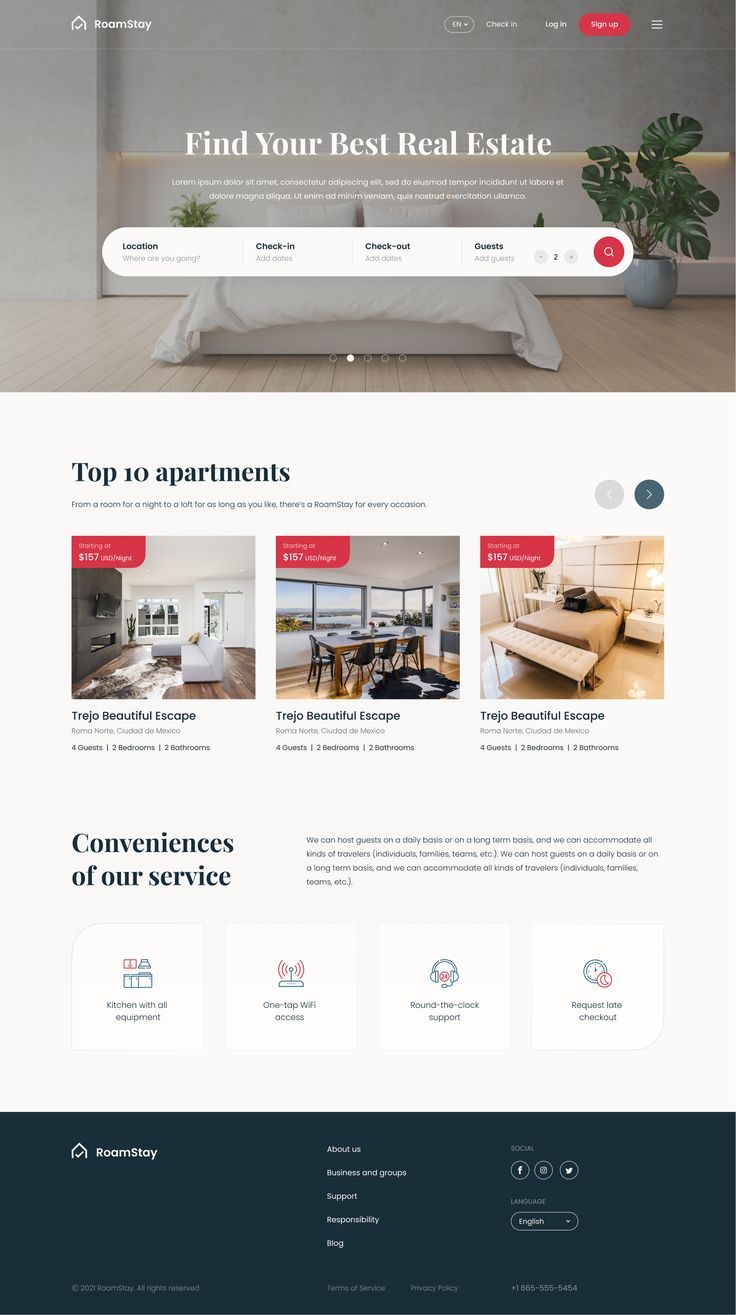 RoamStay
EN
Check in
Log in
Sign up
Find Your Best Real Estate
Lorem ipsum dolor sit amet, consectetur adipiscing elit, sed do eiusmod tempor incididunt ut labore et
dolore magna aliqua. Ut enim ad minim veniam, quis nostrud exercitation ullamco.
Location
Where are you going?
Check-in
Add dates
Check-out
Add dates
Guests
Add guests
- 2 +
Top 10 apartments
From a room for a night to a loft for as long as you like, there's a RoamStay for every occasion.
Starting at
$157 USD/Night
Trejo Beautiful Escape
Roma Norte, Ciudad de Mexico
4 Guests | 2 Bedrooms | 2 Bathrooms
Starting at
$157 USD/Night
Trejo Beautiful Escape
Roma Norte, Ciudad de Mexico
4 Guests | 2 Bedrooms | 2 Bathrooms
Starting at
$157 USD/Night
Trejo Beautiful Escape
Roma Norte, Ciudad de Mexico
4 Guests | 2 Bedrooms | 2 Bathrooms
Conveniences
of our service
We can host guests on a daily basis or on a long term basis, and we can accommodate all
kinds of travelers (individuals, families, teams, etc.). We can host guests on a daily basis or on
a long term basis, and we can accommodate all kinds of travelers (individuals, families,
teams, etc.).
Kitchen with all
equipment
One-tap WiFi
access
24
Round-the-clock
support
Request late
checkout
RoamStay
About us
Business and groups
Support
Responsibility
Blog
SOCIAL
LANGUAGE
English
© 2021 RoamStay. All rights reserved
Terms of Service
Privacy Policy
+1 665-555-5454